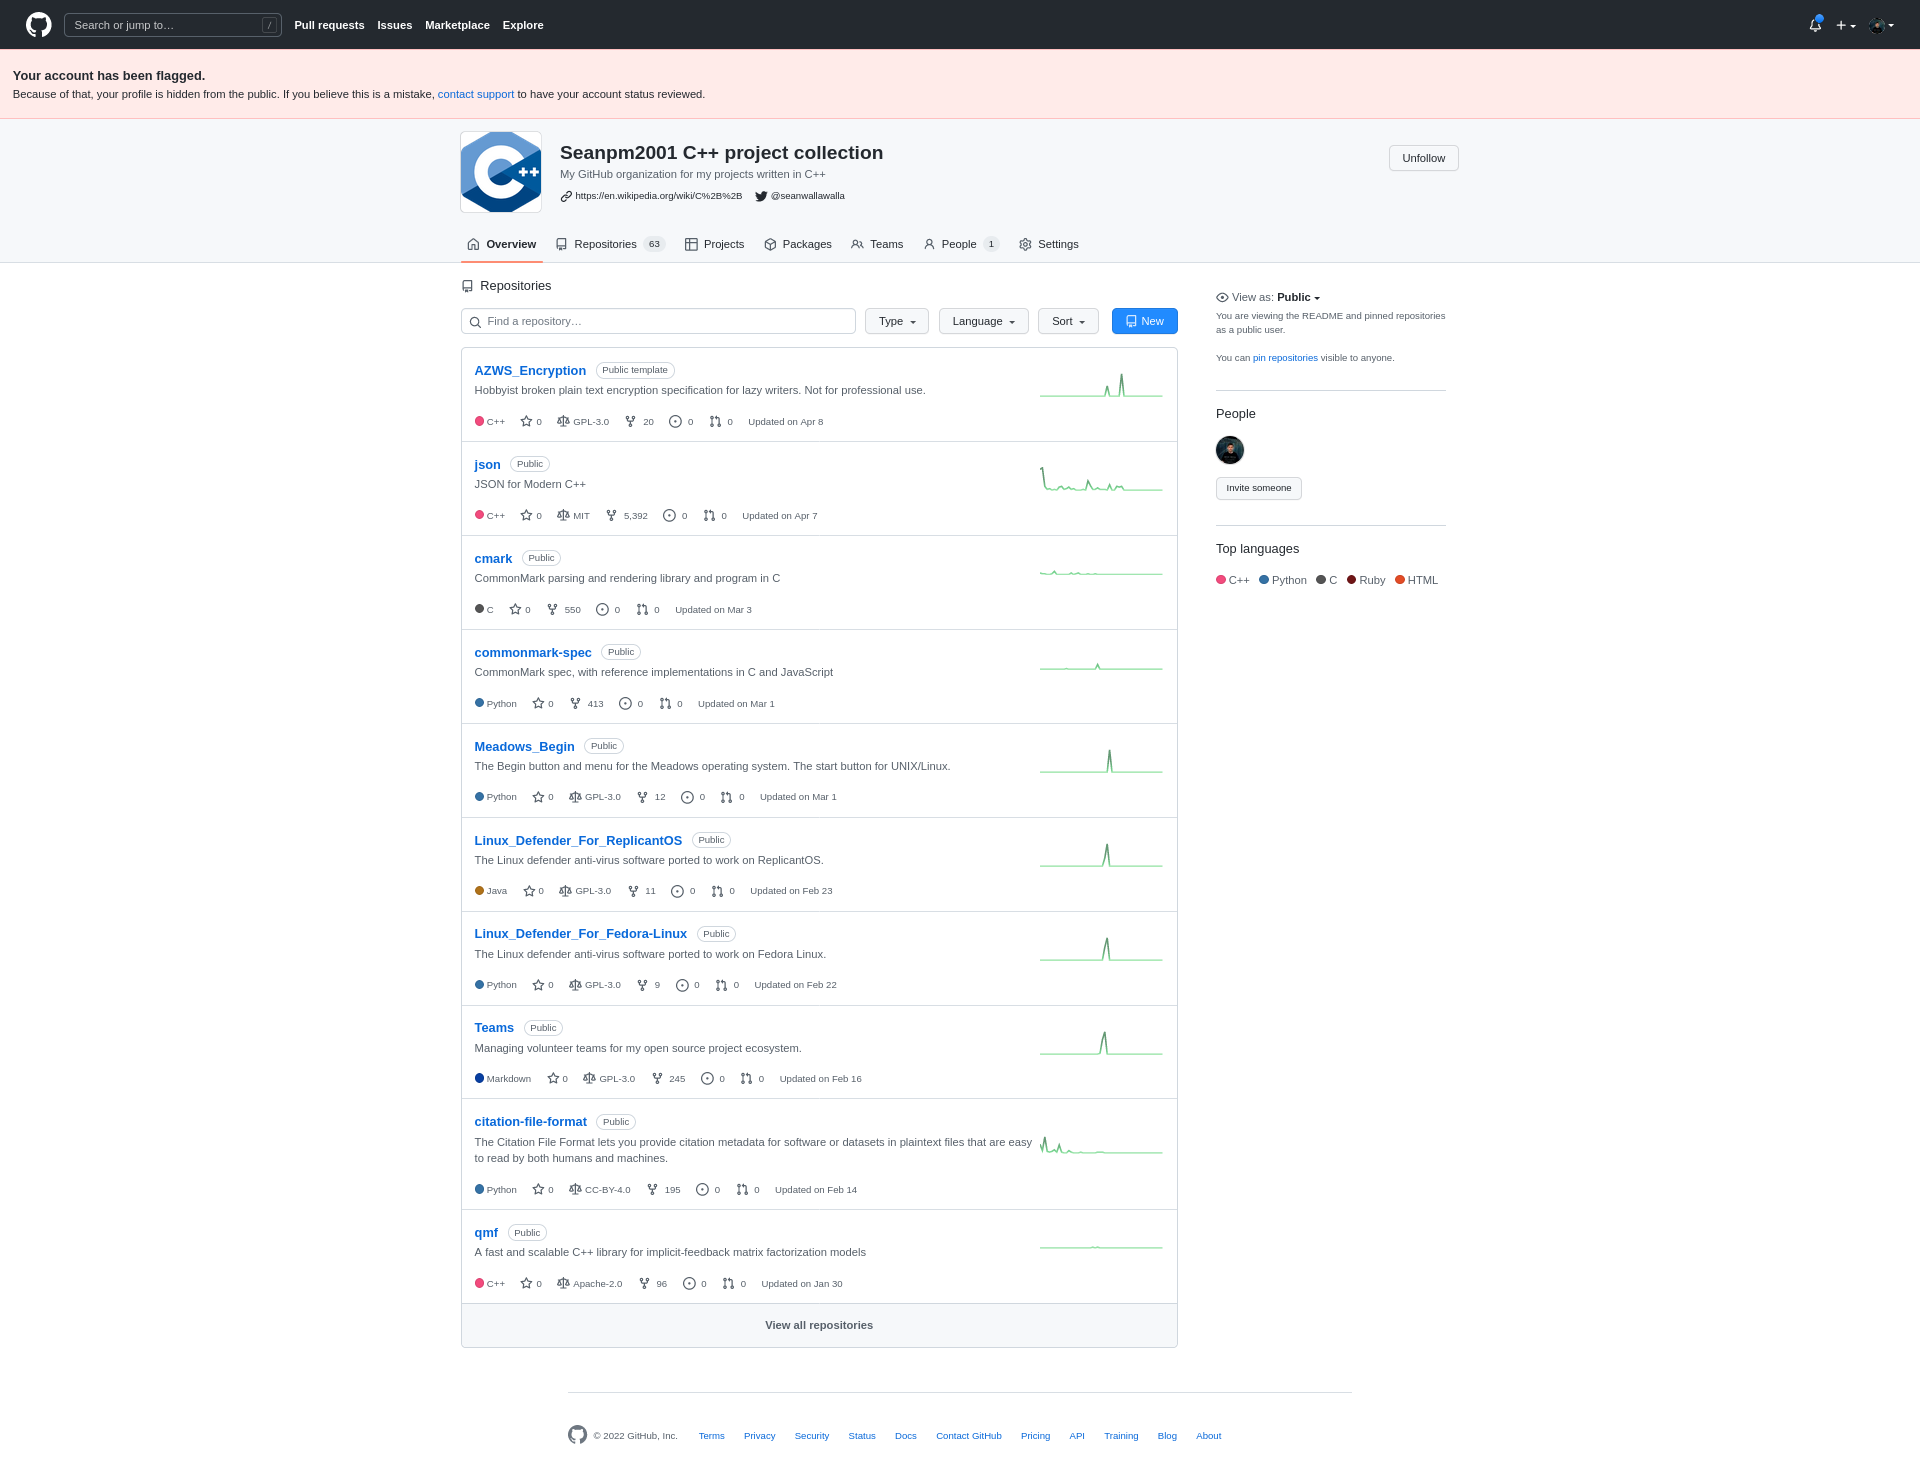 Search or jump to… /
Pull requests Issues Marketplace Explore
Your account has been flagged.
Because of that, your profile is hidden from the public. If you believe this is a mistake, contact support to have your account status reviewed.
C++
Seanpm2001 C++ project collection
Unfollow
My GitHub organization for my projects written in C++
https://en.wikipedia.org/wiki/C%2B%2B @seanwallawalla
Overview Repositories 63 Projects Packages Teams People 1 Settings
Repositories
Find a repository… Type Language Sort New
AZWS_Encryption Public template
Hobbyist broken plain text encryption specification for lazy writers. Not for professional use.
C++ 0 GPL-3.0 20 0 0 Updated on Apr 8
json Public
JSON for Modern C++
C++ 0 MIT 5,392 0 0 Updated on Apr 7
cmark Public
CommonMark parsing and rendering library and program in C
C 0 550 0 0 Updated on Mar 3
commonmark-spec Public
CommonMark spec, with reference implementations in C and JavaScript
Python 0 413 0 0 Updated on Mar 1
Meadows_Begin Public
The Begin button and menu for the Meadows operating system. The start button for UNIX/Linux.
Python 0 GPL-3.0 12 0 0 Updated on Mar 1
Linux_Defender_For_ReplicantOS Public
The Linux defender anti-virus software ported to work on ReplicantOS.
Java 0 GPL-3.0 11 0 0 Updated on Feb 23
Linux_Defender_For_Fedora-Linux Public
The Linux defender anti-virus software ported to work on Fedora Linux.
Python 0 GPL-3.0 9 0 0 Updated on Feb 22
Teams Public
Managing volunteer teams for my open source project ecosystem.
Markdown 0 GPL-3.0 245 0 0 Updated on Feb 16
citation-file-format Public
The Citation File Format lets you provide citation metadata for software or datasets in plaintext files that are easy
to read by both humans and machines.
Python 0 CC-BY-4.0 195 0 0 Updated on Feb 14
qmf Public
A fast and scalable C++ library for implicit-feedback matrix factorization models
C++ 0 Apache-2.0 96 0 0 Updated on Jan 30
View all repositories
View as: Public
You are viewing the README and pinned repositories
as a public user.
You can pin repositories visible to anyone.
People
Invite someone
Top languages
C++ Python C Ruby HTML
© 2022 GitHub, Inc. Terms Privacy Security Status Docs Contact GitHub Pricing API Training Blog About